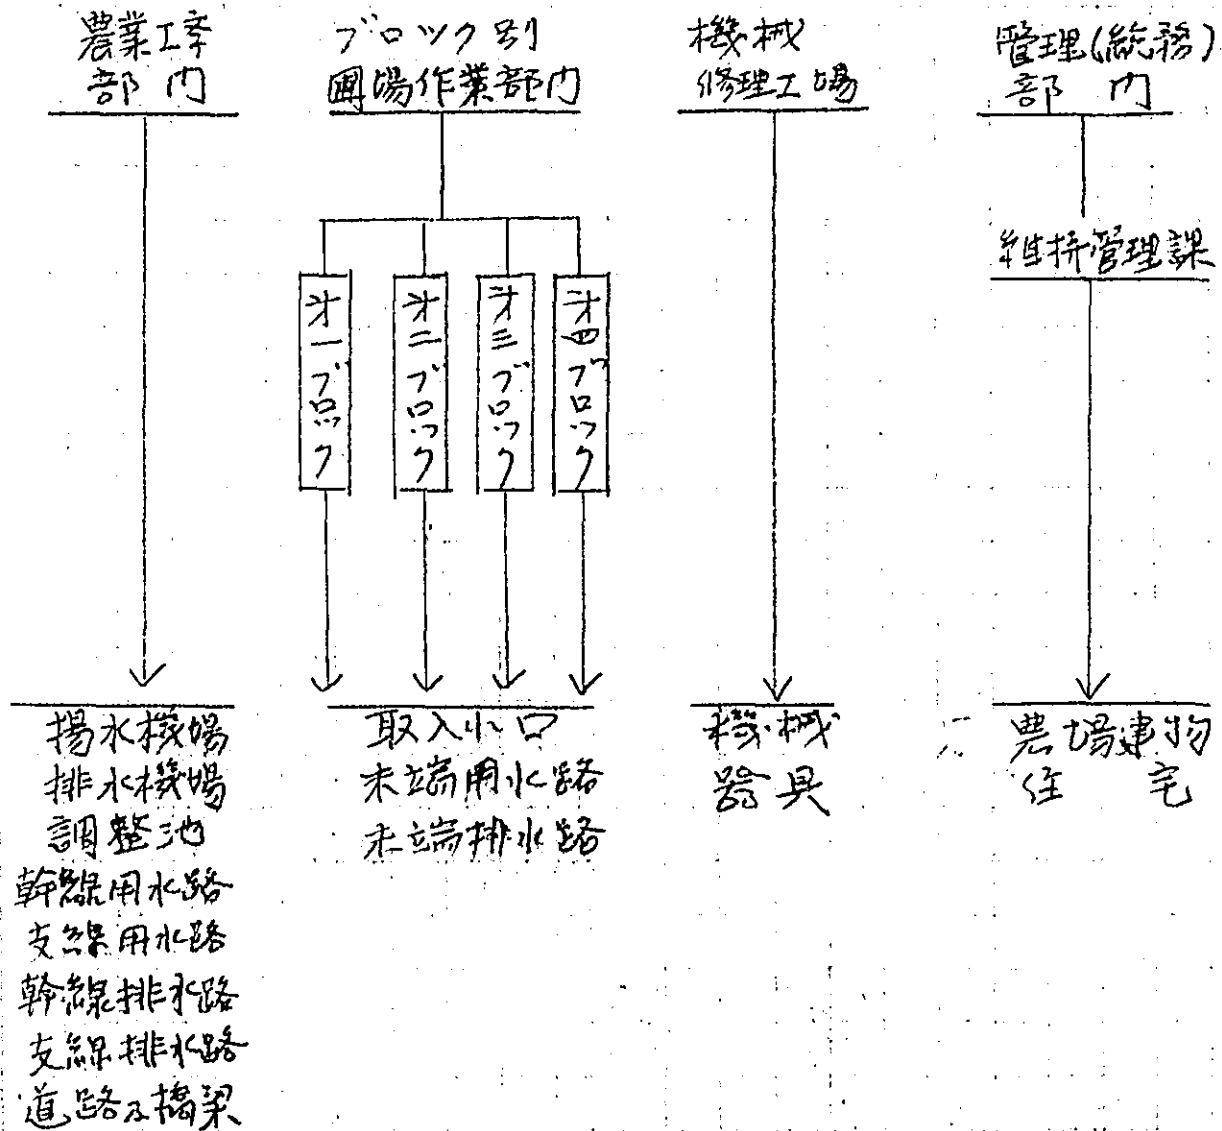 農業工事
部門
ブロック別
圃場作業部門
機械
修理工場
管理(総務)
部門
維持管理課
才一ブロック
才二ブロック
才三ブロック
才四ブロック
揚水機場
排水機場
調整池
幹線用水路
支線用水路
幹線排水路
支線排水路
道路及橋梁
取入水口
末端用水路
末端排水路
機械
器具
農場建物
住宅